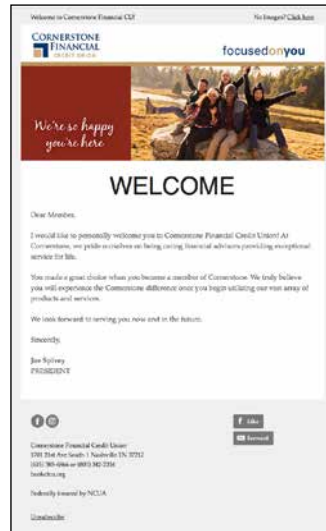 Welcome to Cornerstone Financial CU!
No Images? Click here
CORNERSTONE
FINANCIAL
CREDIT UNION
focusedonyou
We're so happy
you're here
WELCOME
Dear Member,
I would like to personally welcome you to Cornerstone Financial Credit Union! At
Cornerstone, we pride ourselves on being caring financial advisors providing exceptional
service for life.
You made a great choice when you became a member of Cornerstone. We truly believe
you will experience the Cornerstone difference once you begin utilizing our vast array of
products and services.
We look forward to serving you now and in the future.
Sincerely,
Joe Spivey
PRESIDENT
Like
Forward
Cornerstone Financial Credit Union
Nashville TN 37212
Federally insured by NCUA
Unsubscribe